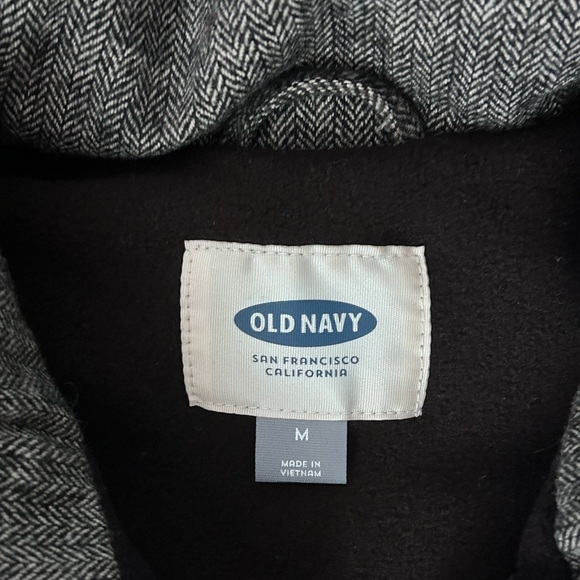 OLD NAVY
SAN FRANCISCO
CALIFORNIA
M
MADE IN
VIETNAM